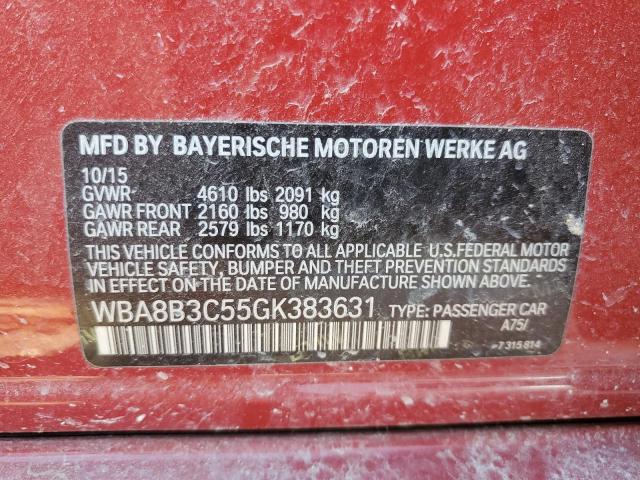 MFD BY BAYERISCHE MOTOREN WERKE AG
10/15
GVWR 4610 lbs 2091 kg
GAWR FRONT 2160 lbs 980 kg
GAWR REAR 2579 lbs 1170 kg
THIS VEHICLE CONFORMS TO ALL APPLICABLE U.S.FEDERAL MOTOR
VEHICLE SAFETY, BUMPER AND THEFT PREVENTION STANDARDS
IN EFFECT ON THE DATE OF MANUFACTURE SHOWN ABOVE.
WBA8B3C55GK383631 TYPE: PASSENGER CAR
A75/
7 315 814